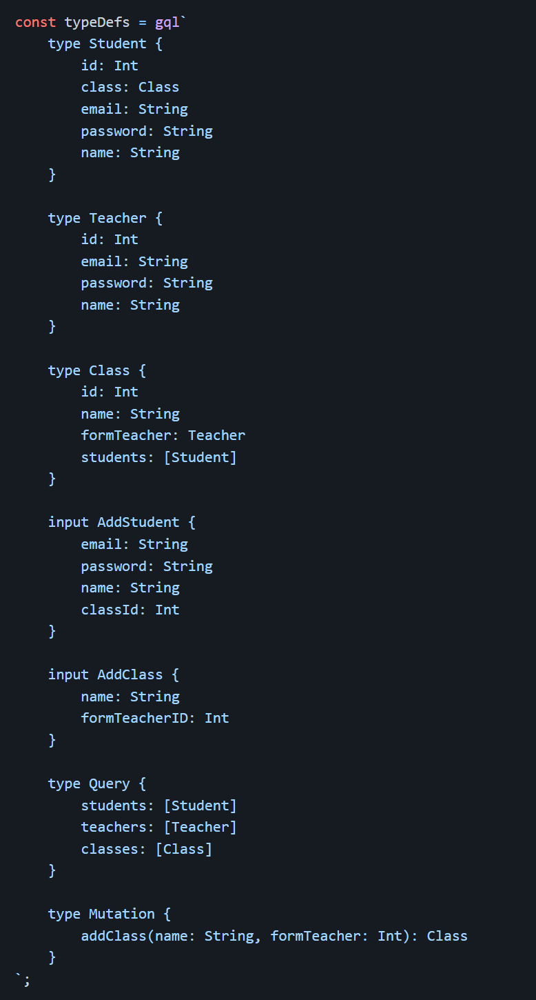 const typeDefs = gql`
    type Student {
        id: Int
        class: Class
        email: String
        password: String
        name: String
    }

    type Teacher {
        id: Int
        email: String
        password: String
        name: String
    }

    type Class {
        id: Int
        name: String
        formTeacher: Teacher
        students: [Student]
    }

    input AddStudent {
        email: String
        password: String
        name: String
        classId: Int
    }

    input AddClass {
        name: String
        formTeacherID: Int
    }

    type Query {
        students: [Student]
        teachers: [Teacher]
        classes: [Class]
    }

    type Mutation {
        addClass(name: String, formTeacher: Int): Class
    }
`;